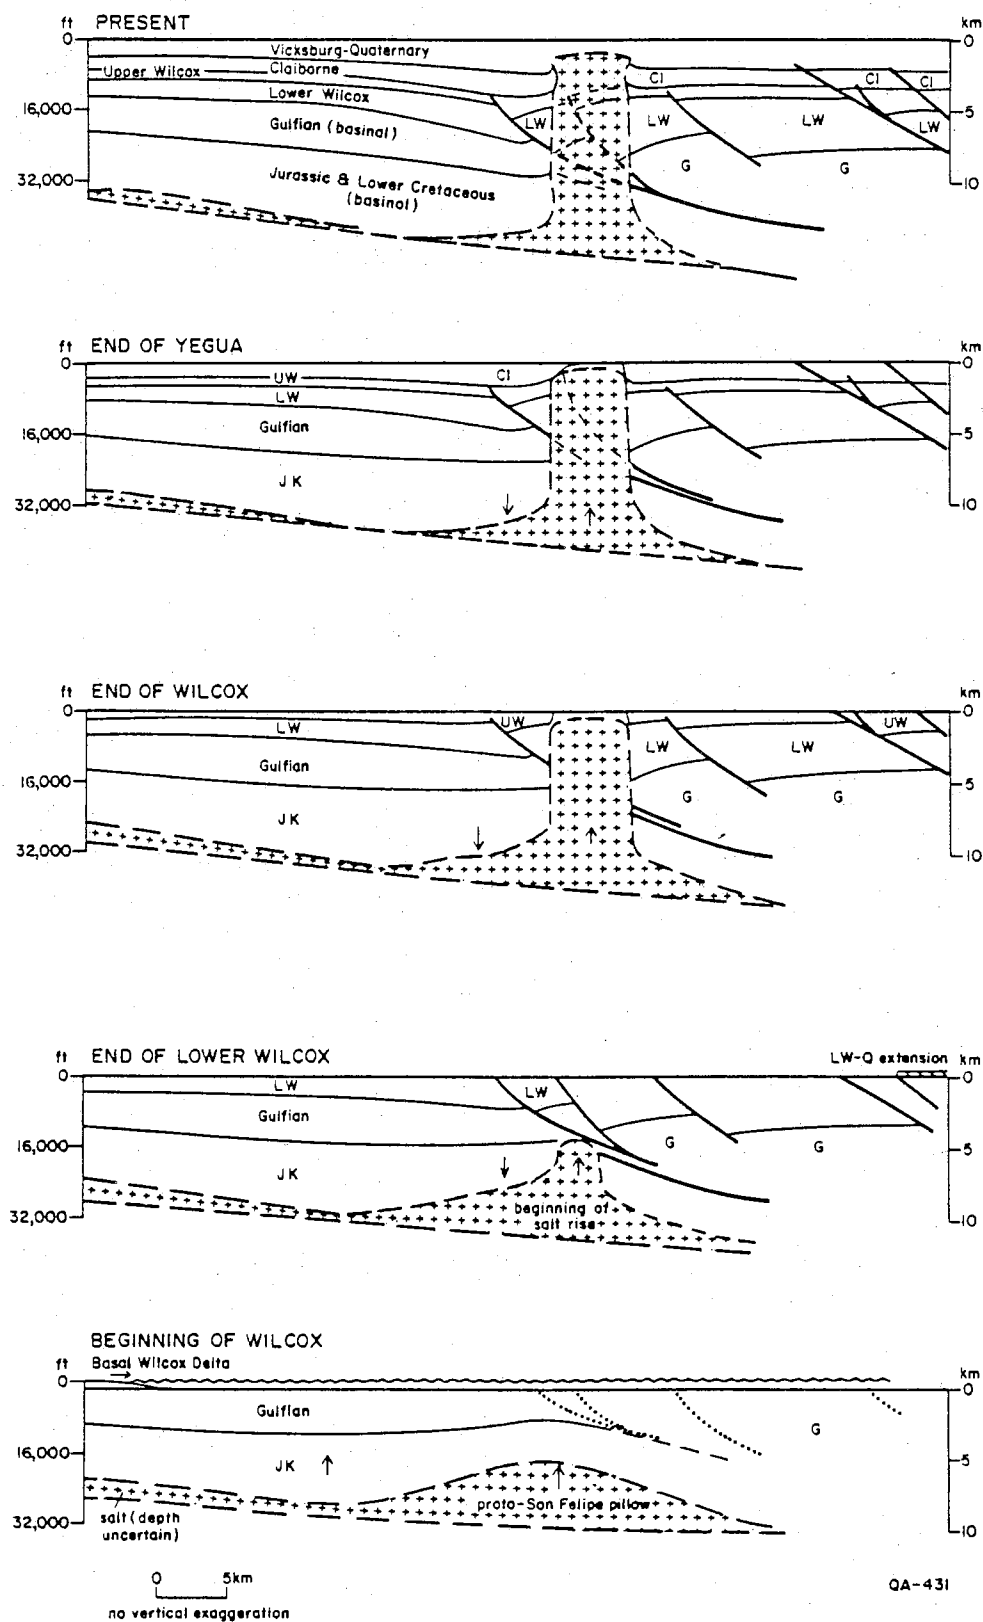 ft PRESENT km
0 0
Vicksburg-Quaternary
Upper Wilcox Claiborne Cl Cl Cl
Lower Wilcox
16,000 LW LW LW LW 5
Gulfian (basinal)
G G
32,000 Jurassic & Lower Cretaceous 10
(basinal)
ft END OF YEGUA km
0 0
UW Cl
LW
Gulfian
16,000 5
JK
32,000 10
ft END OF WILCOX km
0 0
LW UW UW
LW LW
Gulfian
16,000 5
G G
JK
32,000 10
ft END OF LOWER WILCOX LW-Q extension km
0 0
LW LW
Gulfian
16,000 G G 5
JK
beginning of
32,000 salt rise 10
BEGINNING OF WILCOX
ft Basal Wilcox Delta km
0 0
Gulfian
G
16,000 5
JK
proto-San Felipe pillow
salt (depth
32,000 uncertain) 10
0 5km
no vertical exaggeration
QA-431